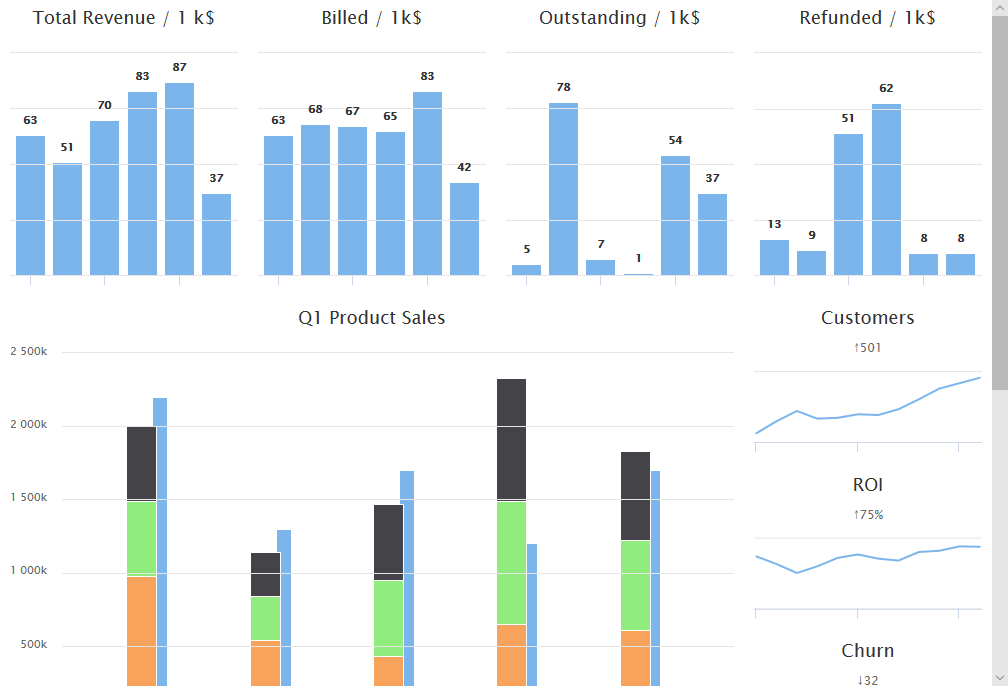 Total Revenue / 1 k$
63
51
70
83
87
37
Billed / 1k$
63
68
67
65
83
42
Outstanding / 1k$
5
78
7
1
54
37
Refunded / 1k$
13
9
51
62
8
8
Q1 Product Sales
2 500k
2 000k
1 500k
1 000k
500k
Customers
↑501
ROI
↑75%
Churn
↓32